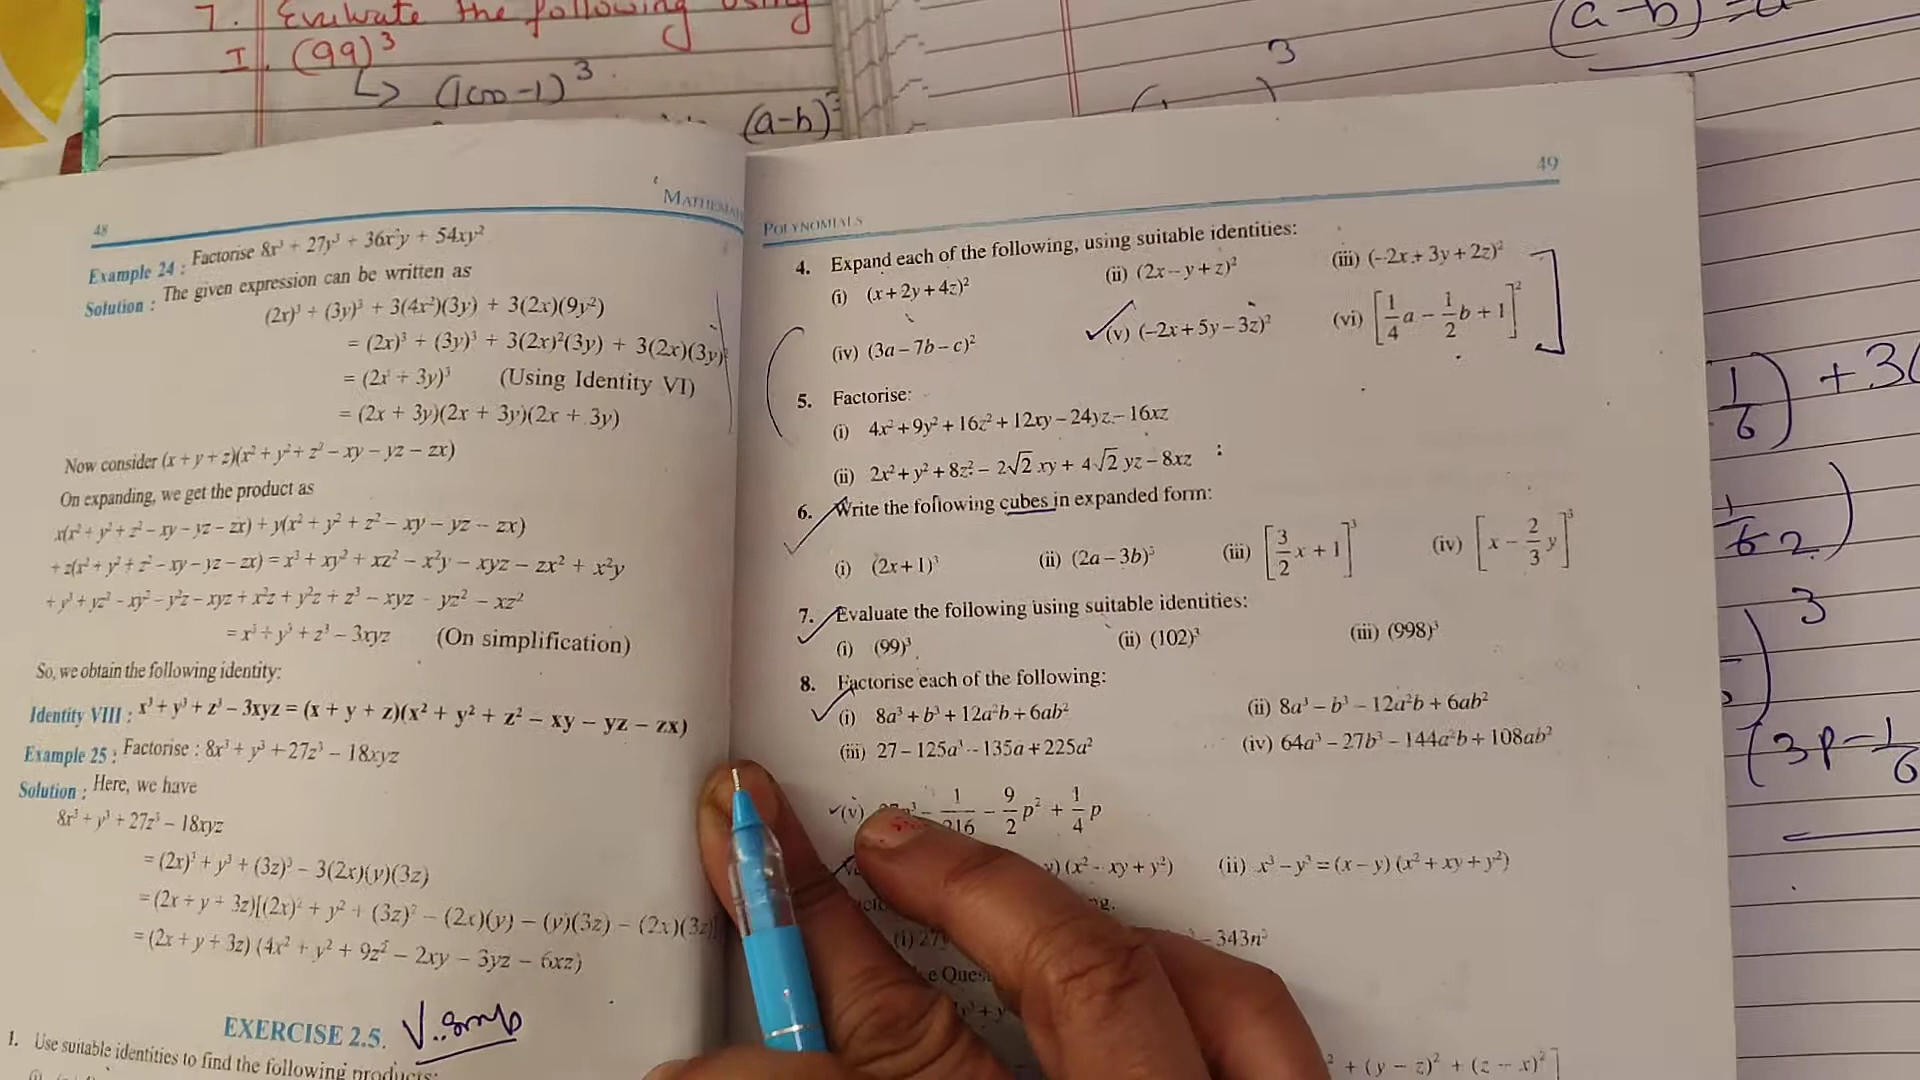 7. Evaluate the following using
I. (99)³
↳ (100-1)³
(a-b)³
(a-b)
3
48
MATHEMA
Example 24 : Factorise 8x³ + 27y³ + 36x²y + 54xy²
Solution : The given expression can be written as
(2x)³ + (3y)³ + 3(4x²)(3y) + 3(2x)(9y²)
= (2x)³ + (3y)³ + 3(2x)²(3y) + 3(2x)(3y)
= (2x + 3y)³ (Using Identity VI)
= (2x + 3y)(2x + 3y)(2x + 3y)
Now consider (x + y + z)(x² + y² + z² – xy – yz – zx)
On expanding, we get the product as
x(x² + y² + z² – xy – yz – zx) + y(x² + y² + z² – xy – yz – zx)
+ z(x² + y² + z² – xy – yz – zx) = x³ + xy² + xz² – x²y – xyz – zx² + x²y
+ y³ + yz² – xy² – y²z – xyz + x²z + y²z + z³ – xyz – yz² – xz²
= x³ + y³ + z³ – 3xyz (On simplification)
So, we obtain the following identity:
Identity VIII : x³ + y³ + z³ – 3xyz = (x + y + z)(x² + y² + z² – xy – yz – zx)
Example 25 : Factorise : 8x³ + y³ + 27z³ – 18xyz
Solution : Here, we have
8x³ + y³ + 27z³ – 18xyz
= (2x)³ + y³ + (3z)³ – 3(2x)(y)(3z)
= (2x + y + 3z)[(2x)² + y² + (3z)² – (2x)(y) – (y)(3z) – (2x)(3z)
= (2x + y + 3z) (4x² + y² + 9z² – 2xy – 3yz – 6xz)
EXERCISE 2.5
1. Use suitable identities to find the following products:
POLYNOMIALS 49
4. Expand each of the following, using suitable identities:
(i) (x + 2y + 4z)² (ii) (2x – y + z)² (iii) (–2x + 3y + 2z)²
(iv) (3a – 7b – c)² (v) (–2x + 5y – 3z)² (vi) [1/4 a – 1/2 b + 1]²
5. Factorise:
(i) 4x² + 9y² + 16z² + 12xy – 24yz – 16xz
(ii) 2x² + y² + 8z² – 2√2 xy + 4√2 yz – 8xz
6. Write the following cubes in expanded form:
(i) (2x + 1)³ (ii) (2a – 3b)³ (iii) [3/2 x + 1]³ (iv) [x – 2/3 y]³
7. Evaluate the following using suitable identities:
(i) (99)³ (ii) (102)³ (iii) (998)³
8. Factorise each of the following:
(i) 8a³ + b³ + 12a²b + 6ab² (ii) 8a³ – b³ – 12a²b + 6ab²
(iii) 27 – 125a³ – 135a + 225a² (iv) 64a³ – 27b³ – 144a²b + 108ab²
(v) – 1/216 – 9/2 p² + 1/4 p
) (x² – xy + y²) (ii) x³ – y³ = (x – y) (x² + xy + y²)
– 343n³
+ (y – z)² + (z – x)²]
1/6) + 3(
3
(3p-1/6